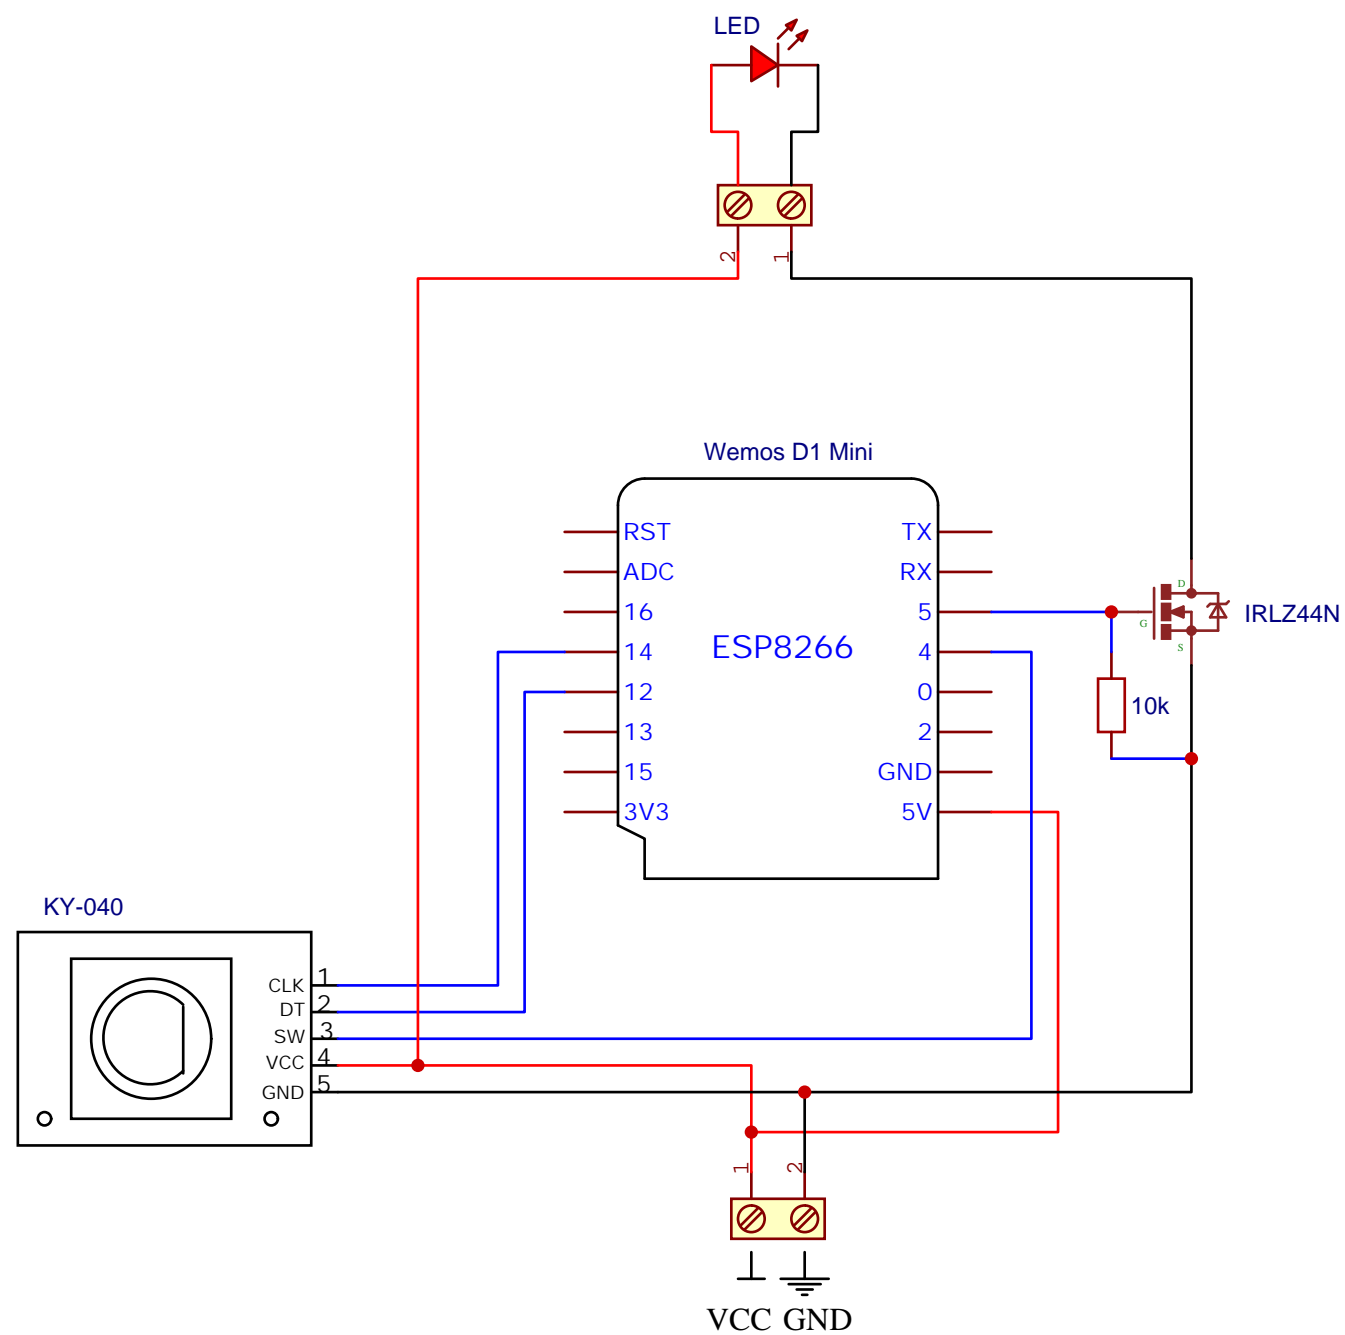 LED
2 1
Wemos D1 Mini
RST TX
ADC RX
16 5
14 4
12 0
13 2
15 GND
3V3 5V
ESP8266
D
G
S
IRLZ44N
10k
KY-040
CLK 1
DT 2
SW 3
VCC 4
GND 5
1 2
VCC GND